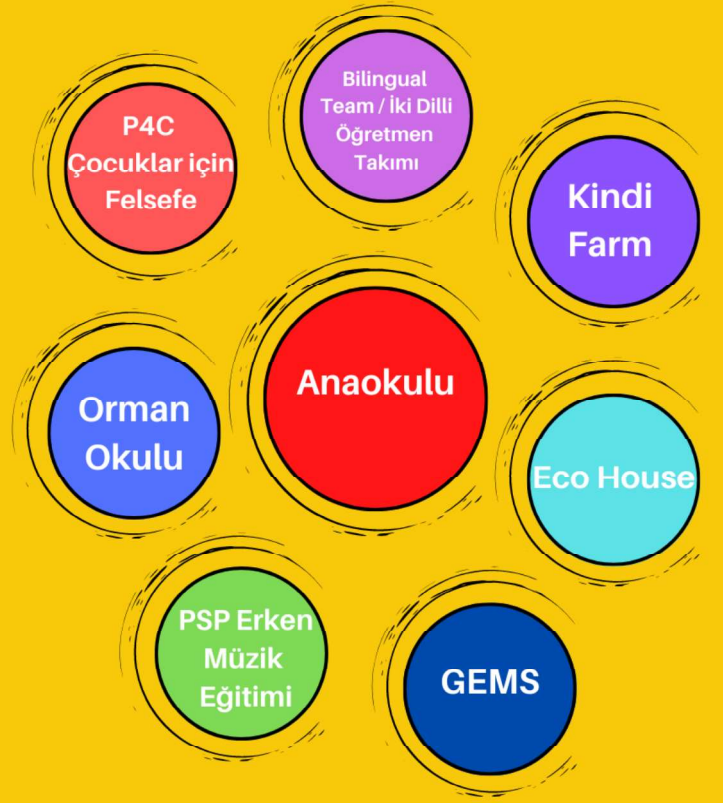 Bilingual
Team / İki Dilli
Öğretmen
Takımı
P4C
Çocuklar için
Felsefe
Kindi
Farm
Anaokulu
Orman
Okulu
Eco House
PSP Erken
Müzik
Eğitimi
GEMS